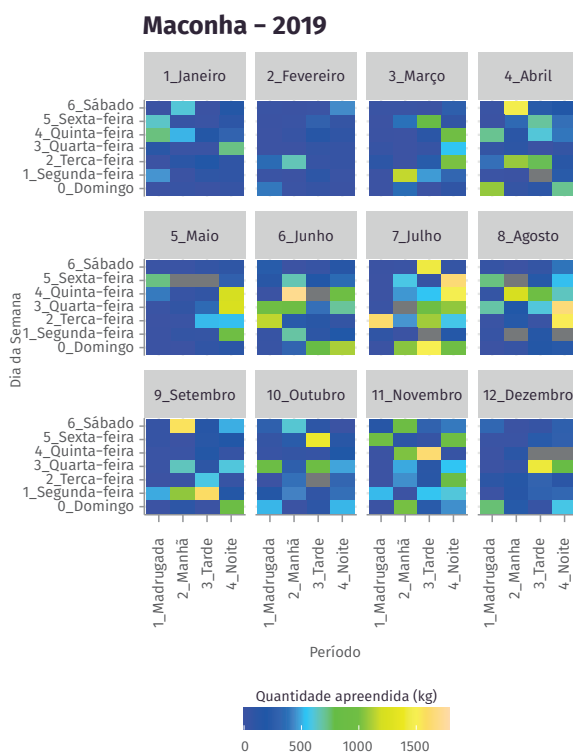 Maconha – 2019
1_Janeiro
2_Fevereiro
3_Março
4_Abril
6_Sábado
5_Sexta-feira
4_Quinta-feira
3_Quarta-feira
2_Terca-feira
1_Segunda-feira
0_Domingo
5_Maio
6_Junho
7_Julho
8_Agosto
Dia da Semana
6_Sábado
5_Sexta-feira
4_Quinta-feira
3_Quarta-feira
2_Terca-feira
1_Segunda-feira
0_Domingo
9_Setembro
10_Outubro
11_Novembro
12_Dezembro
6_Sábado
5_Sexta-feira
4_Quinta-feira
3_Quarta-feira
2_Terca-feira
1_Segunda-feira
0_Domingo
1_Madrugada
2_Manhã
3_Tarde
4_Noite
1_Madrugada
2_Manhã
3_Tarde
4_Noite
1_Madrugada
2_Manhã
3_Tarde
4_Noite
1_Madrugada
2_Manhã
3_Tarde
4_Noite
Período
Quantidade apreendida (kg)
0 500 1000 1500